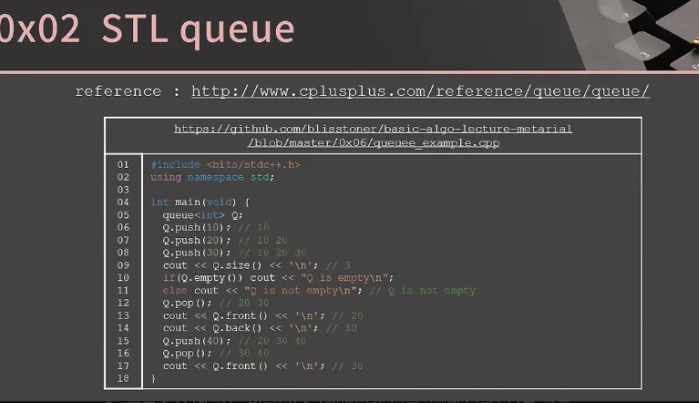 0x02 STL queue
reference : http://www.cplusplus.com/reference/queue/queue/
https://github.com/blisstoner/basic-algo-lecture-metarial
/blob/master/0x06/queuee_example.cpp
01 #include <bits/stdc++.h>
02 using namespace std;
03
04 int main(void) {
05 queue<int> Q;
06 Q.push(10); // 10
07 Q.push(20); // 10 20
08 Q.push(30); // 10 20 30
09 cout << Q.size() << '\n'; // 3
10 if(Q.empty()) cout << "Q is empty\n";
11 else cout << "Q is not empty\n"; // Q is not empty
12 Q.pop(); // 20 30
13 cout << Q.front() << '\n'; // 20
14 cout << Q.back() << '\n'; // 30
15 Q.push(40); // 20 30 40
16 Q.pop(); // 30 40
17 cout << Q.front() << '\n'; // 30
18 }